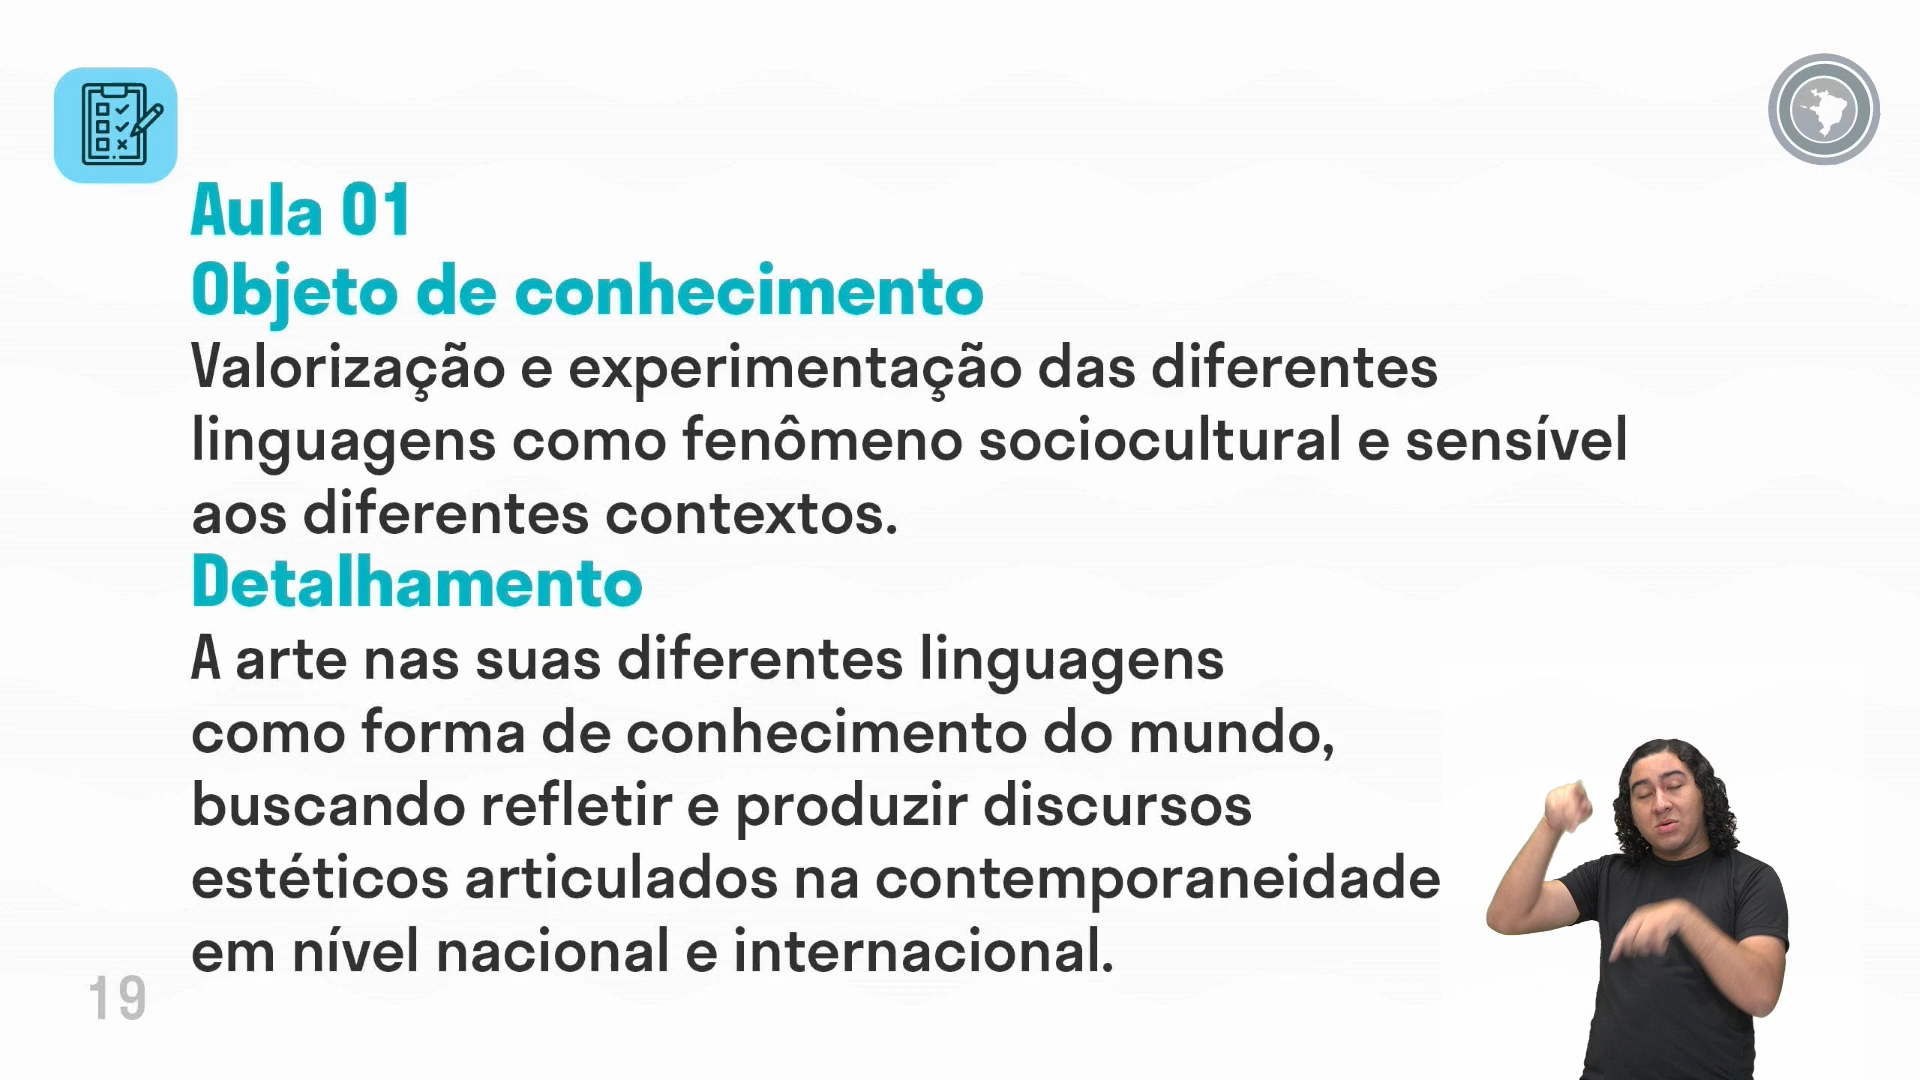 Aula 01
Objeto de conhecimento
Valorização e experimentação das diferentes
linguagens como fenômeno sociocultural e sensível
aos diferentes contextos.
Detalhamento
A arte nas suas diferentes linguagens
como forma de conhecimento do mundo,
buscando refletir e produzir discursos
estéticos articulados na contemporaneidade
em nível nacional e internacional.
19